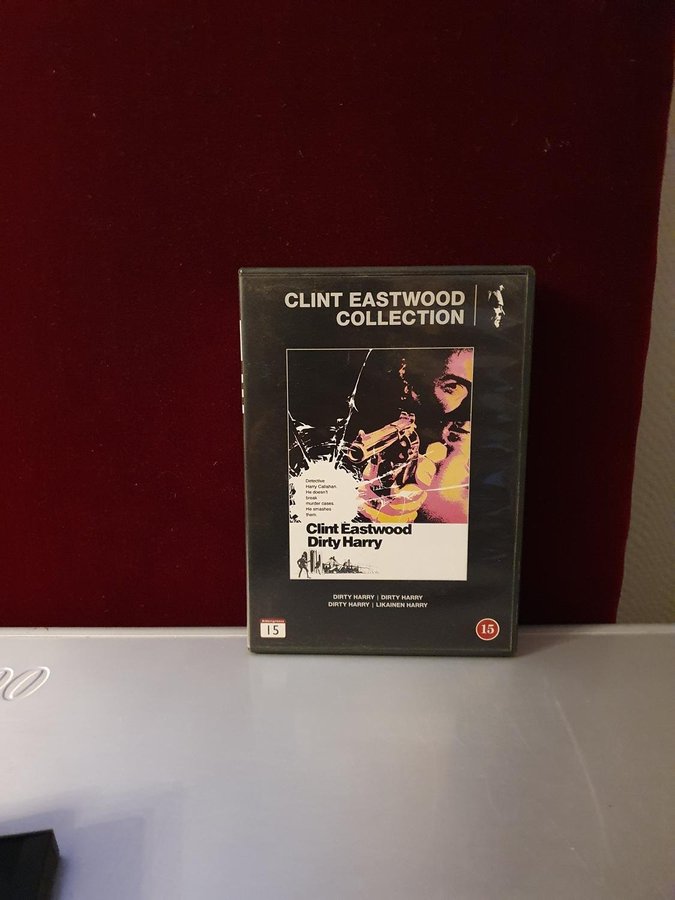 CLINT EASTWOOD
COLLECTION
Detective
Harry Callahan.
He doesn't
break
murder cases.
He smashes
them.
Clint Eastwood
Dirty Harry
DIRTY HARRY | DIRTY HARRY
DIRTY HARRY | LIKAINEN HARRY
15
15